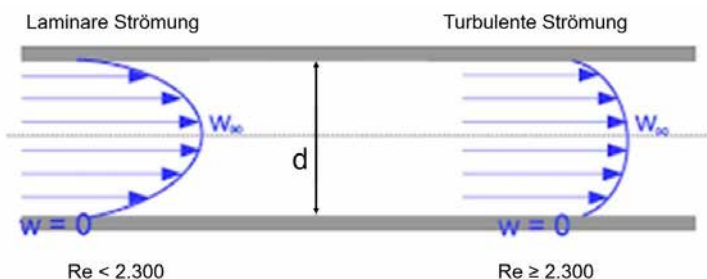 Laminare Strömung
Turbulente Strömung
w∞
d
w∞
w = 0
w = 0
Re < 2.300
Re ≥ 2.300